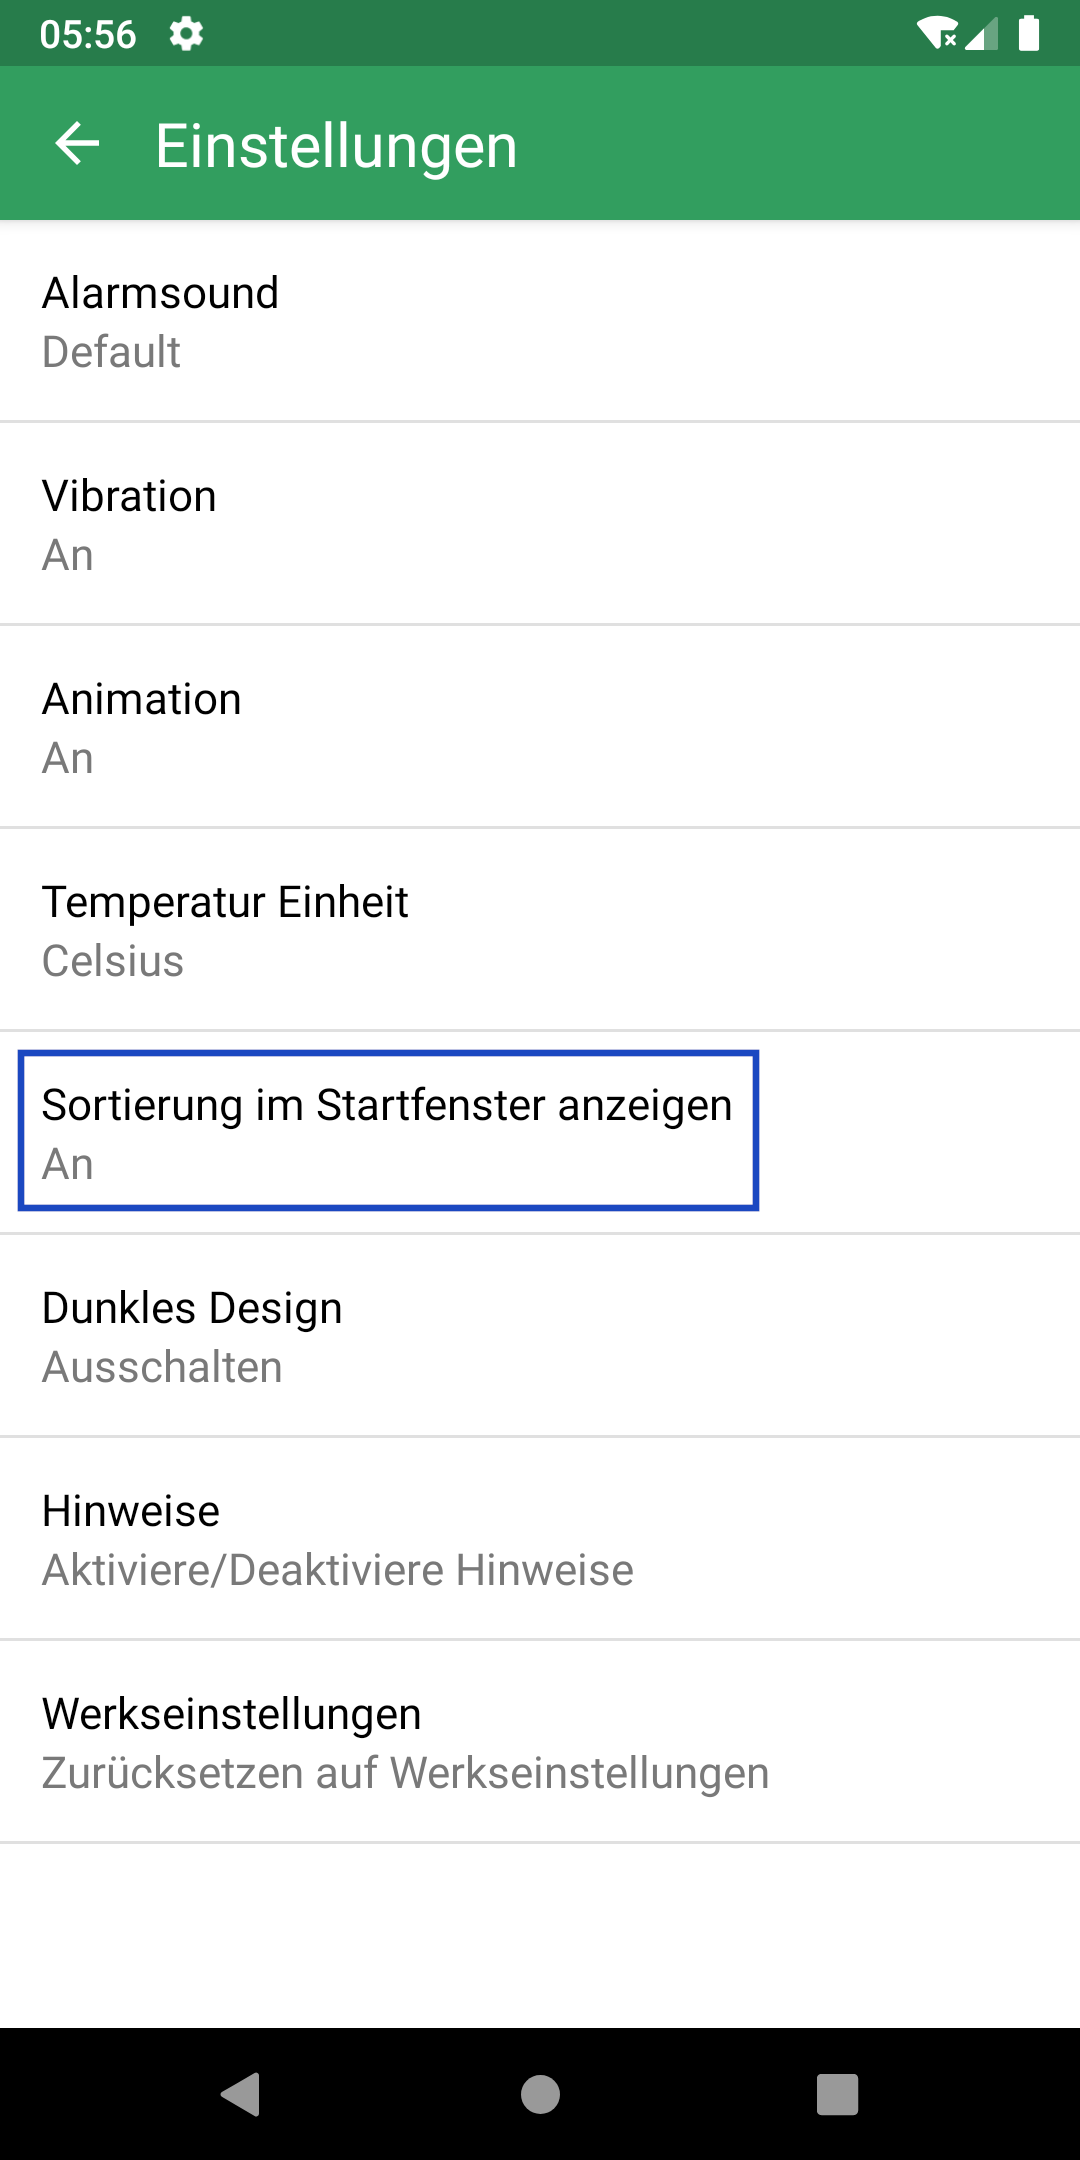 05:56
Einstellungen
Alarmsound
Default
Vibration
An
Animation
An
Temperatur Einheit
Celsius
Sortierung im Startfenster anzeigen
An
Dunkles Design
Ausschalten
Hinweise
Aktiviere/Deaktiviere Hinweise
Werkseinstellungen
Zurücksetzen auf Werkseinstellungen